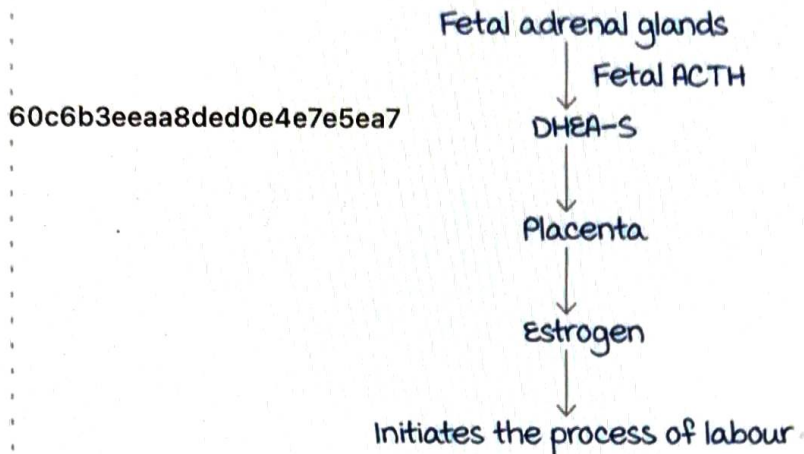 Fetal adrenal glands
Fetal ACTH
60c6b3eeaa8ded0e4e7e5ea7
DHEA-S
Placenta
Estrogen
Initiates the process of labour